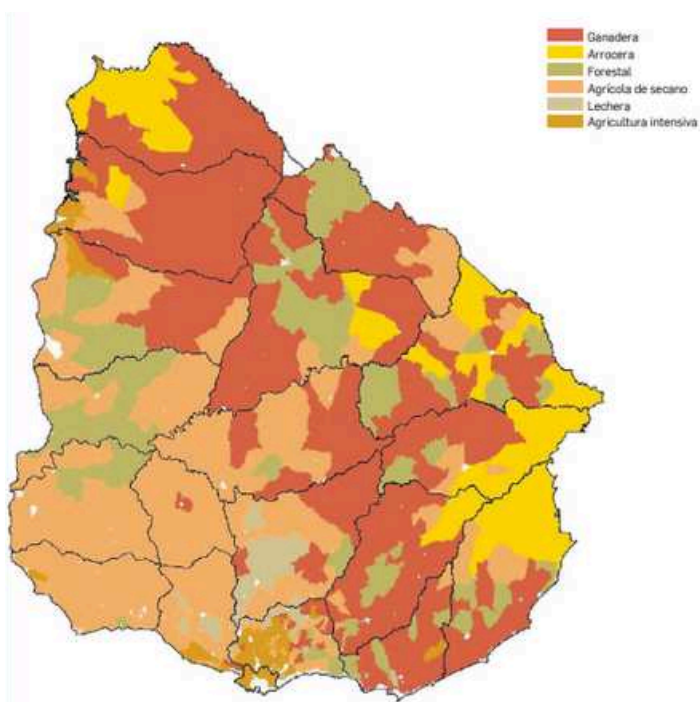 Ganadera
Arrocera
Forestal
Agrícola de secano
Lechera
Agricultura intensiva